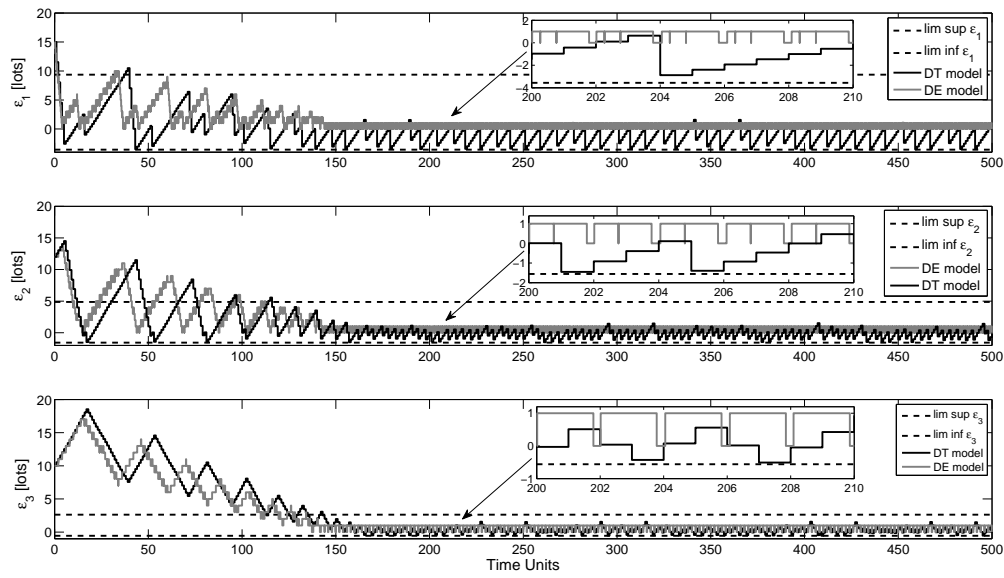 20
15
10
5
0
ε1 [lots]
0 50 100 150 200 250 300 350 400 450 500
2
0
−2
−4
200 202 204 206 208 210
lim sup ε1
lim inf ε1
DT model
DE model
20
15
10
5
0
ε2 [lots]
0 50 100 150 200 250 300 350 400 450 500
1
0
−1
−2
200 202 204 206 208 210
lim sup ε2
lim inf ε2
DE model
DT model
20
15
10
5
0
ε3 [lots]
0 50 100 150 200 250 300 350 400 450 500
Time Units
1
0
−1
200 202 204 206 208 210
lim sup ε3
lim inf ε3
DT model
DE model